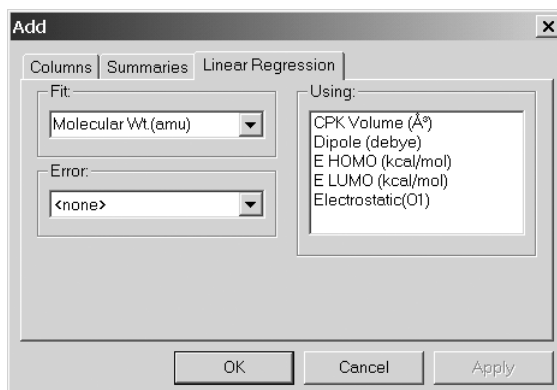 Add
Columns Summaries Linear Regression
Fit:
Molecular Wt.(amu)
Error:
<none>
Using:
CPK Volume (Å³)
Dipole (debye)
E HOMO (kcal/mol)
E LUMO (kcal/mol)
Electrostatic(O1)
OK Cancel Apply